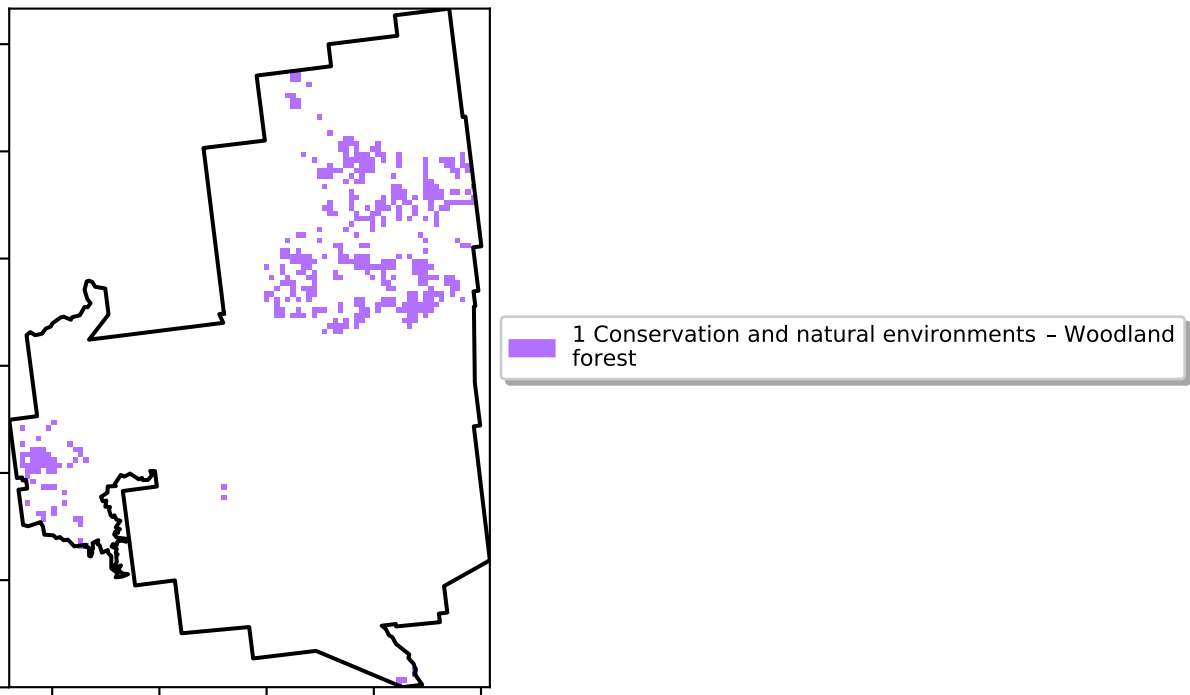 1 Conservation and natural environments – Woodland
forest